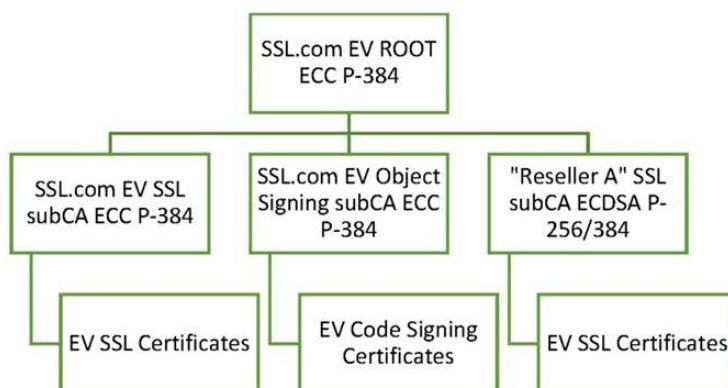 SSL.com EV ROOT
ECC P-384
SSL.com EV SSL
subCA ECC P-384
SSL.com EV Object
Signing subCA ECC
P-384
"Reseller A" SSL
subCA ECDSA P-
256/384
EV SSL Certificates
EV Code Signing
Certificates
EV SSL Certificates